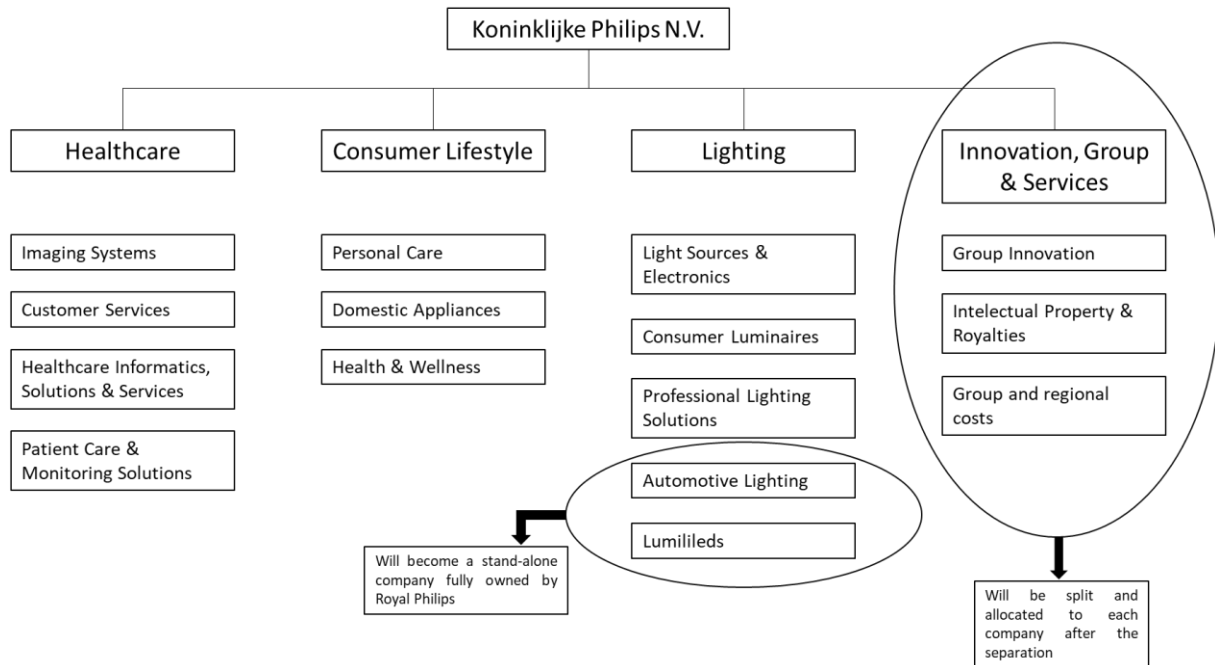 Koninklijke Philips N.V.
Healthcare
Consumer Lifestyle
Lighting
Innovation, Group
& Services
Imaging Systems
Customer Services
Healthcare Informatics,
Solutions & Services
Patient Care &
Monitoring Solutions
Personal Care
Domestic Appliances
Health & Wellness
Light Sources &
Electronics
Consumer Luminaires
Professional Lighting
Solutions
Automotive Lighting
Lumilileds
Group Innovation
Intelectual Property &
Royalties
Group and regional
costs
Will become a stand-alone
company fully owned by
Royal Philips
Will be split and
allocated to each
company after the
separation